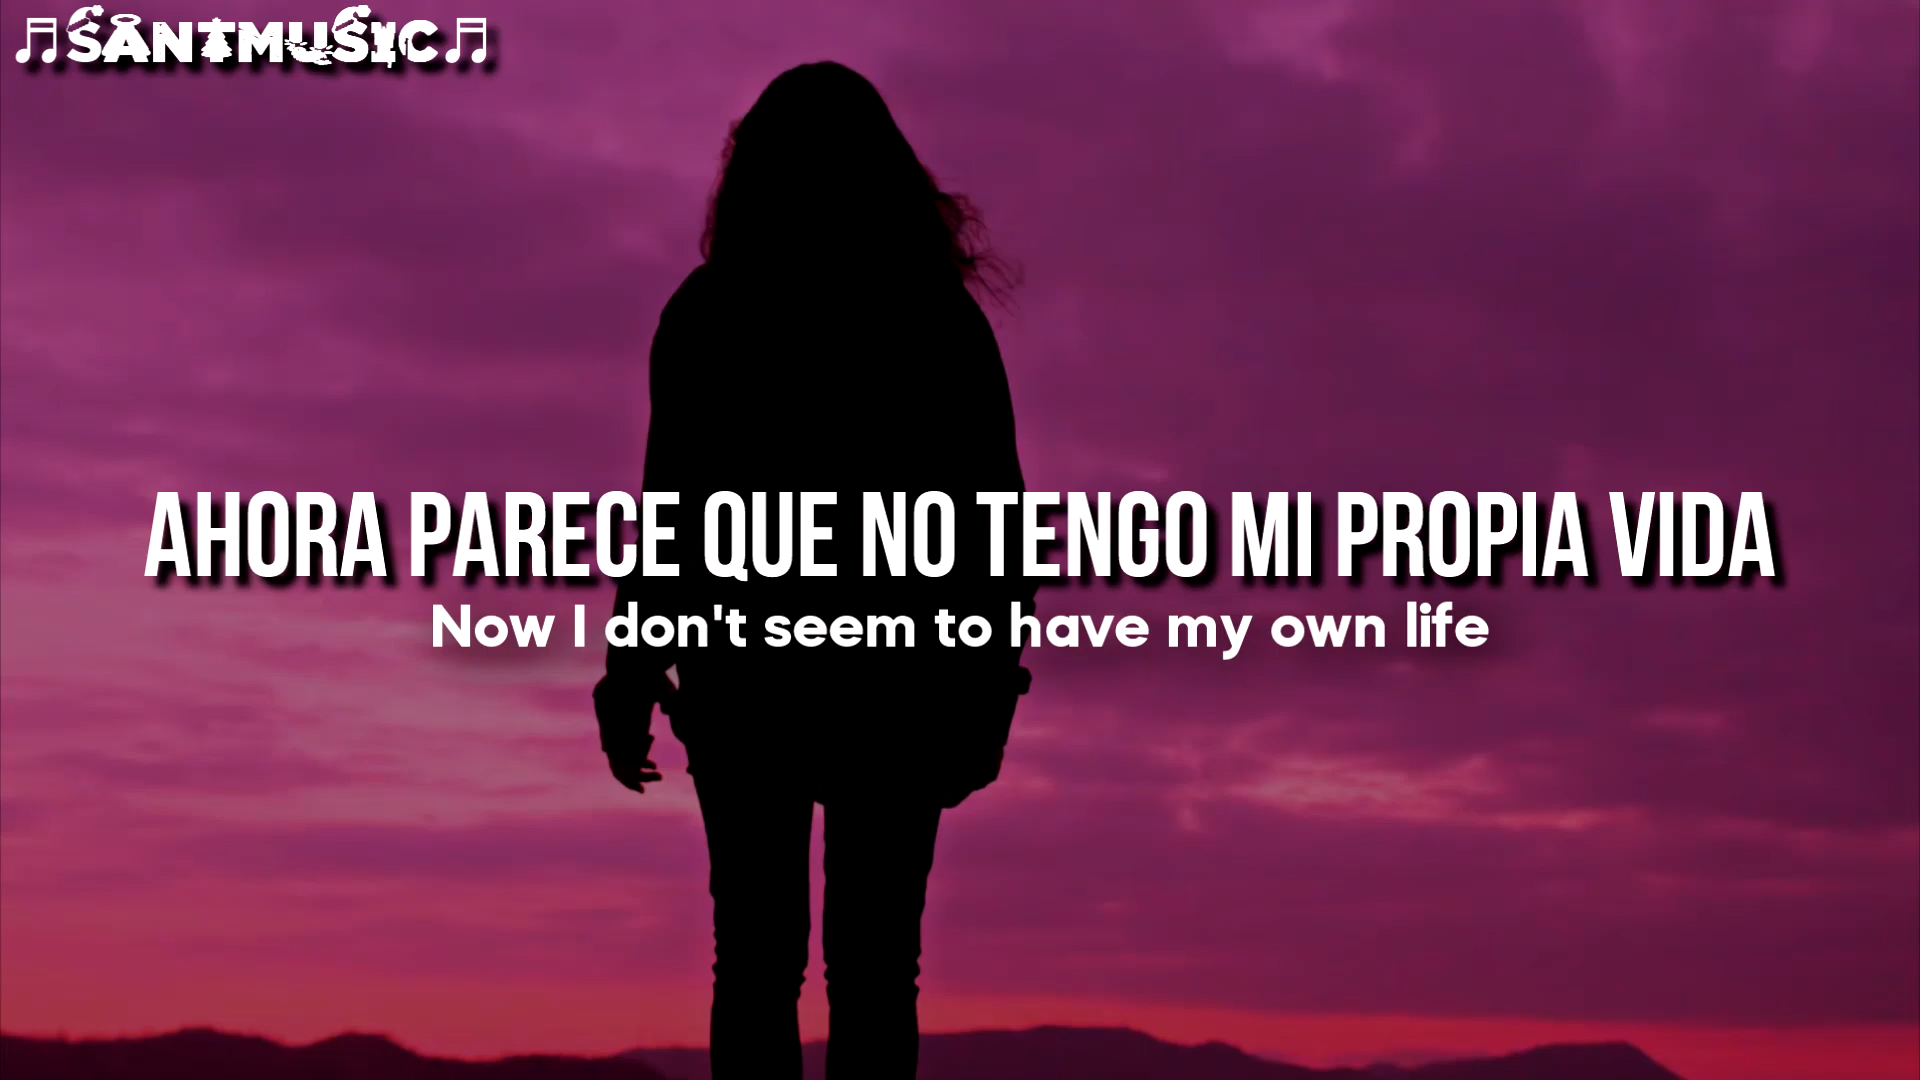 ♫SANTMUSIC♫
AHORA PARECE QUE NO TENGO MI PROPIA VIDA
Now I don't seem to have my own life